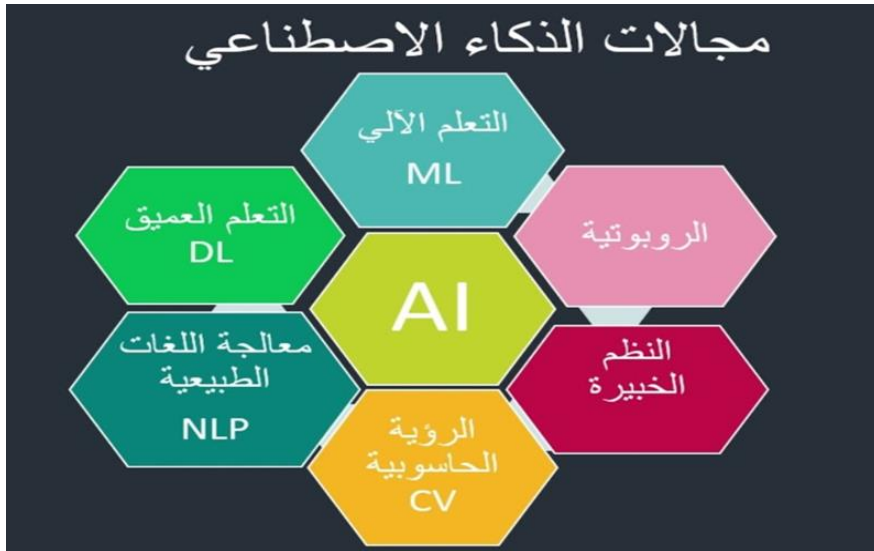 مجالات الذكاء الاصطناعي
التعلم الآلي
ML
الروبوتية
التعلم العميق
DL
AI
النظم
الخبيرة
معالجة اللغات
الطبيعية
NLP
الرؤية
الحاسوبية
CV